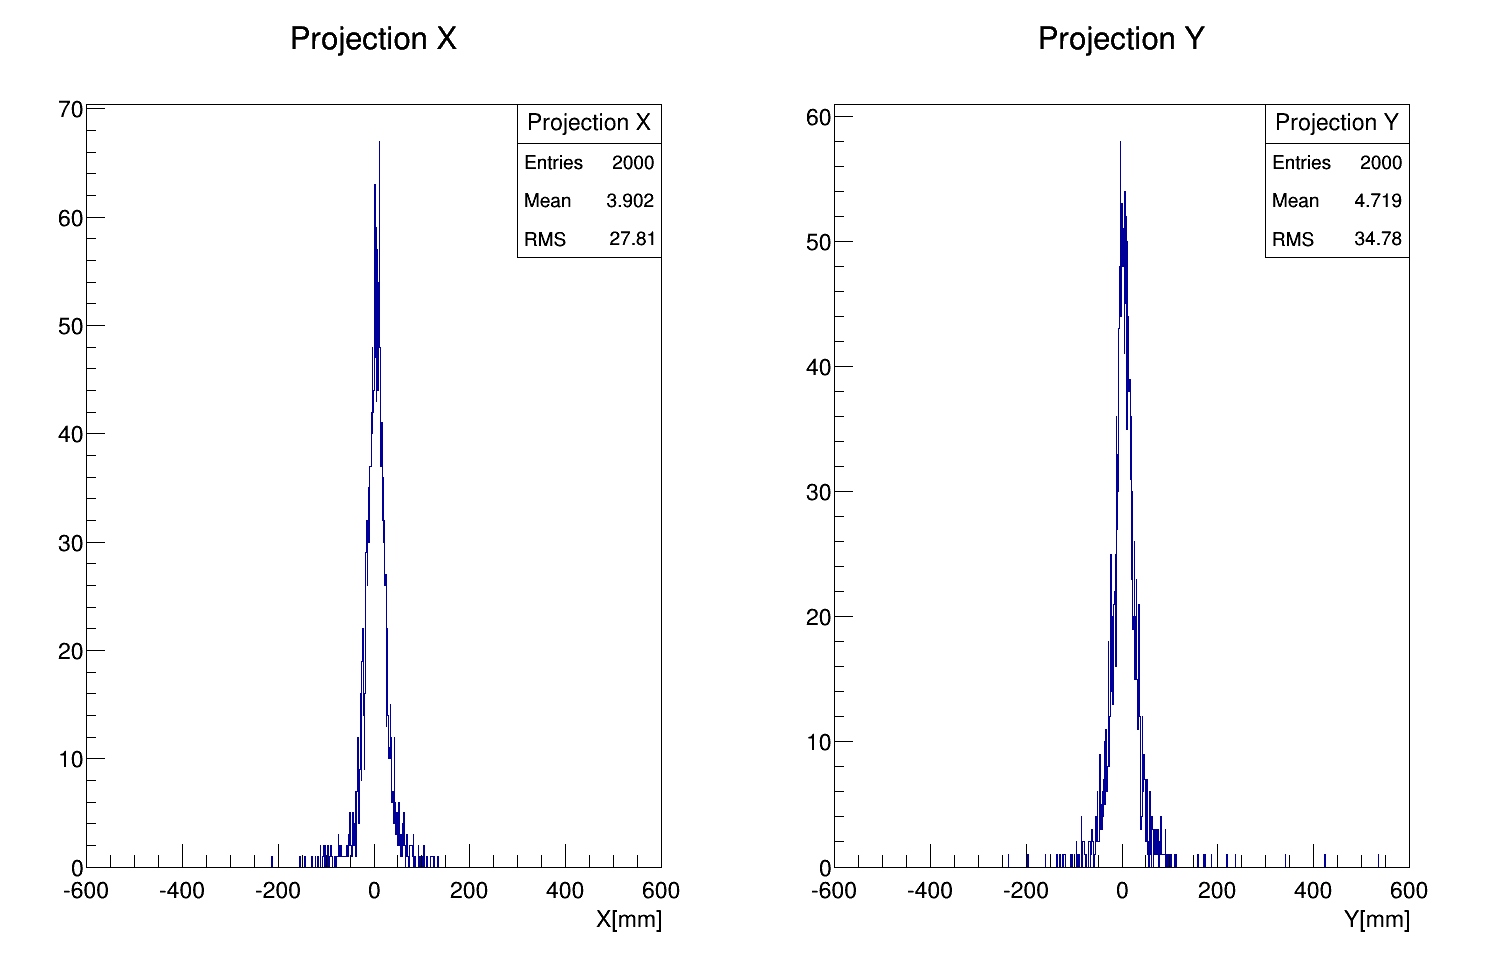 Projection X
Projection X
Entries 2000
Mean 3.902
RMS 27.81
70
60
50
40
30
20
10
0
-600 -400 -200 0 200 400 600
X[mm]
Projection Y
Projection Y
Entries 2000
Mean 4.719
RMS 34.78
60
50
40
30
20
10
0
-600 -400 -200 0 200 400 600
Y[mm]